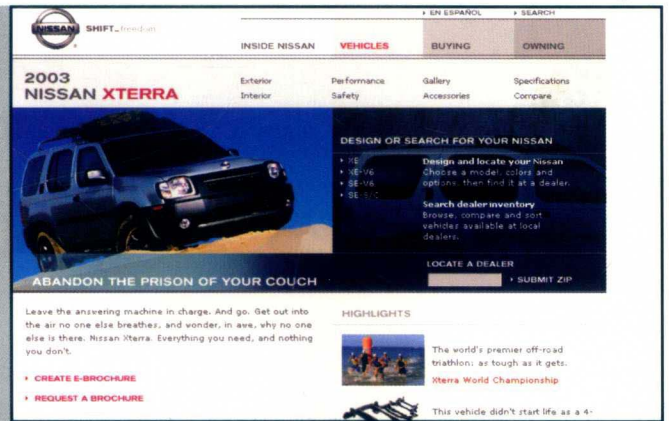 EN ESPAÑOL SEARCH
NISSAN SHIFT_
INSIDE NISSAN VEHICLES BUYING OWNING
2003
NISSAN XTERRA
Exterior Performance Gallery Specifications
Interior Safety Accessories Compare
DESIGN OR SEARCH FOR YOUR NISSAN
XE
XE-V6
SE-V6
Design and locate your Nissan
Choose a model, colors and
options, then find it at a dealer.
Search dealer inventory
Browse, compare and sort
vehicles available at local
dealers.
LOCATE A DEALER
SUBMIT ZIP
ABANDON THE PRISON OF YOUR COUCH
Leave the answering machine in charge. And go. Get out into
the air no one else breathes, and wonder, in awe, why no one
else is there. Nissan Xterra. Everything you need, and nothing
you don't.
CREATE E-BROCHURE
REQUEST A BROCHURE
HIGHLIGHTS
The world's premier off-road
triathlon: as tough as it gets.
Xterra World Championship
This vehicle didn't start life as a 4-